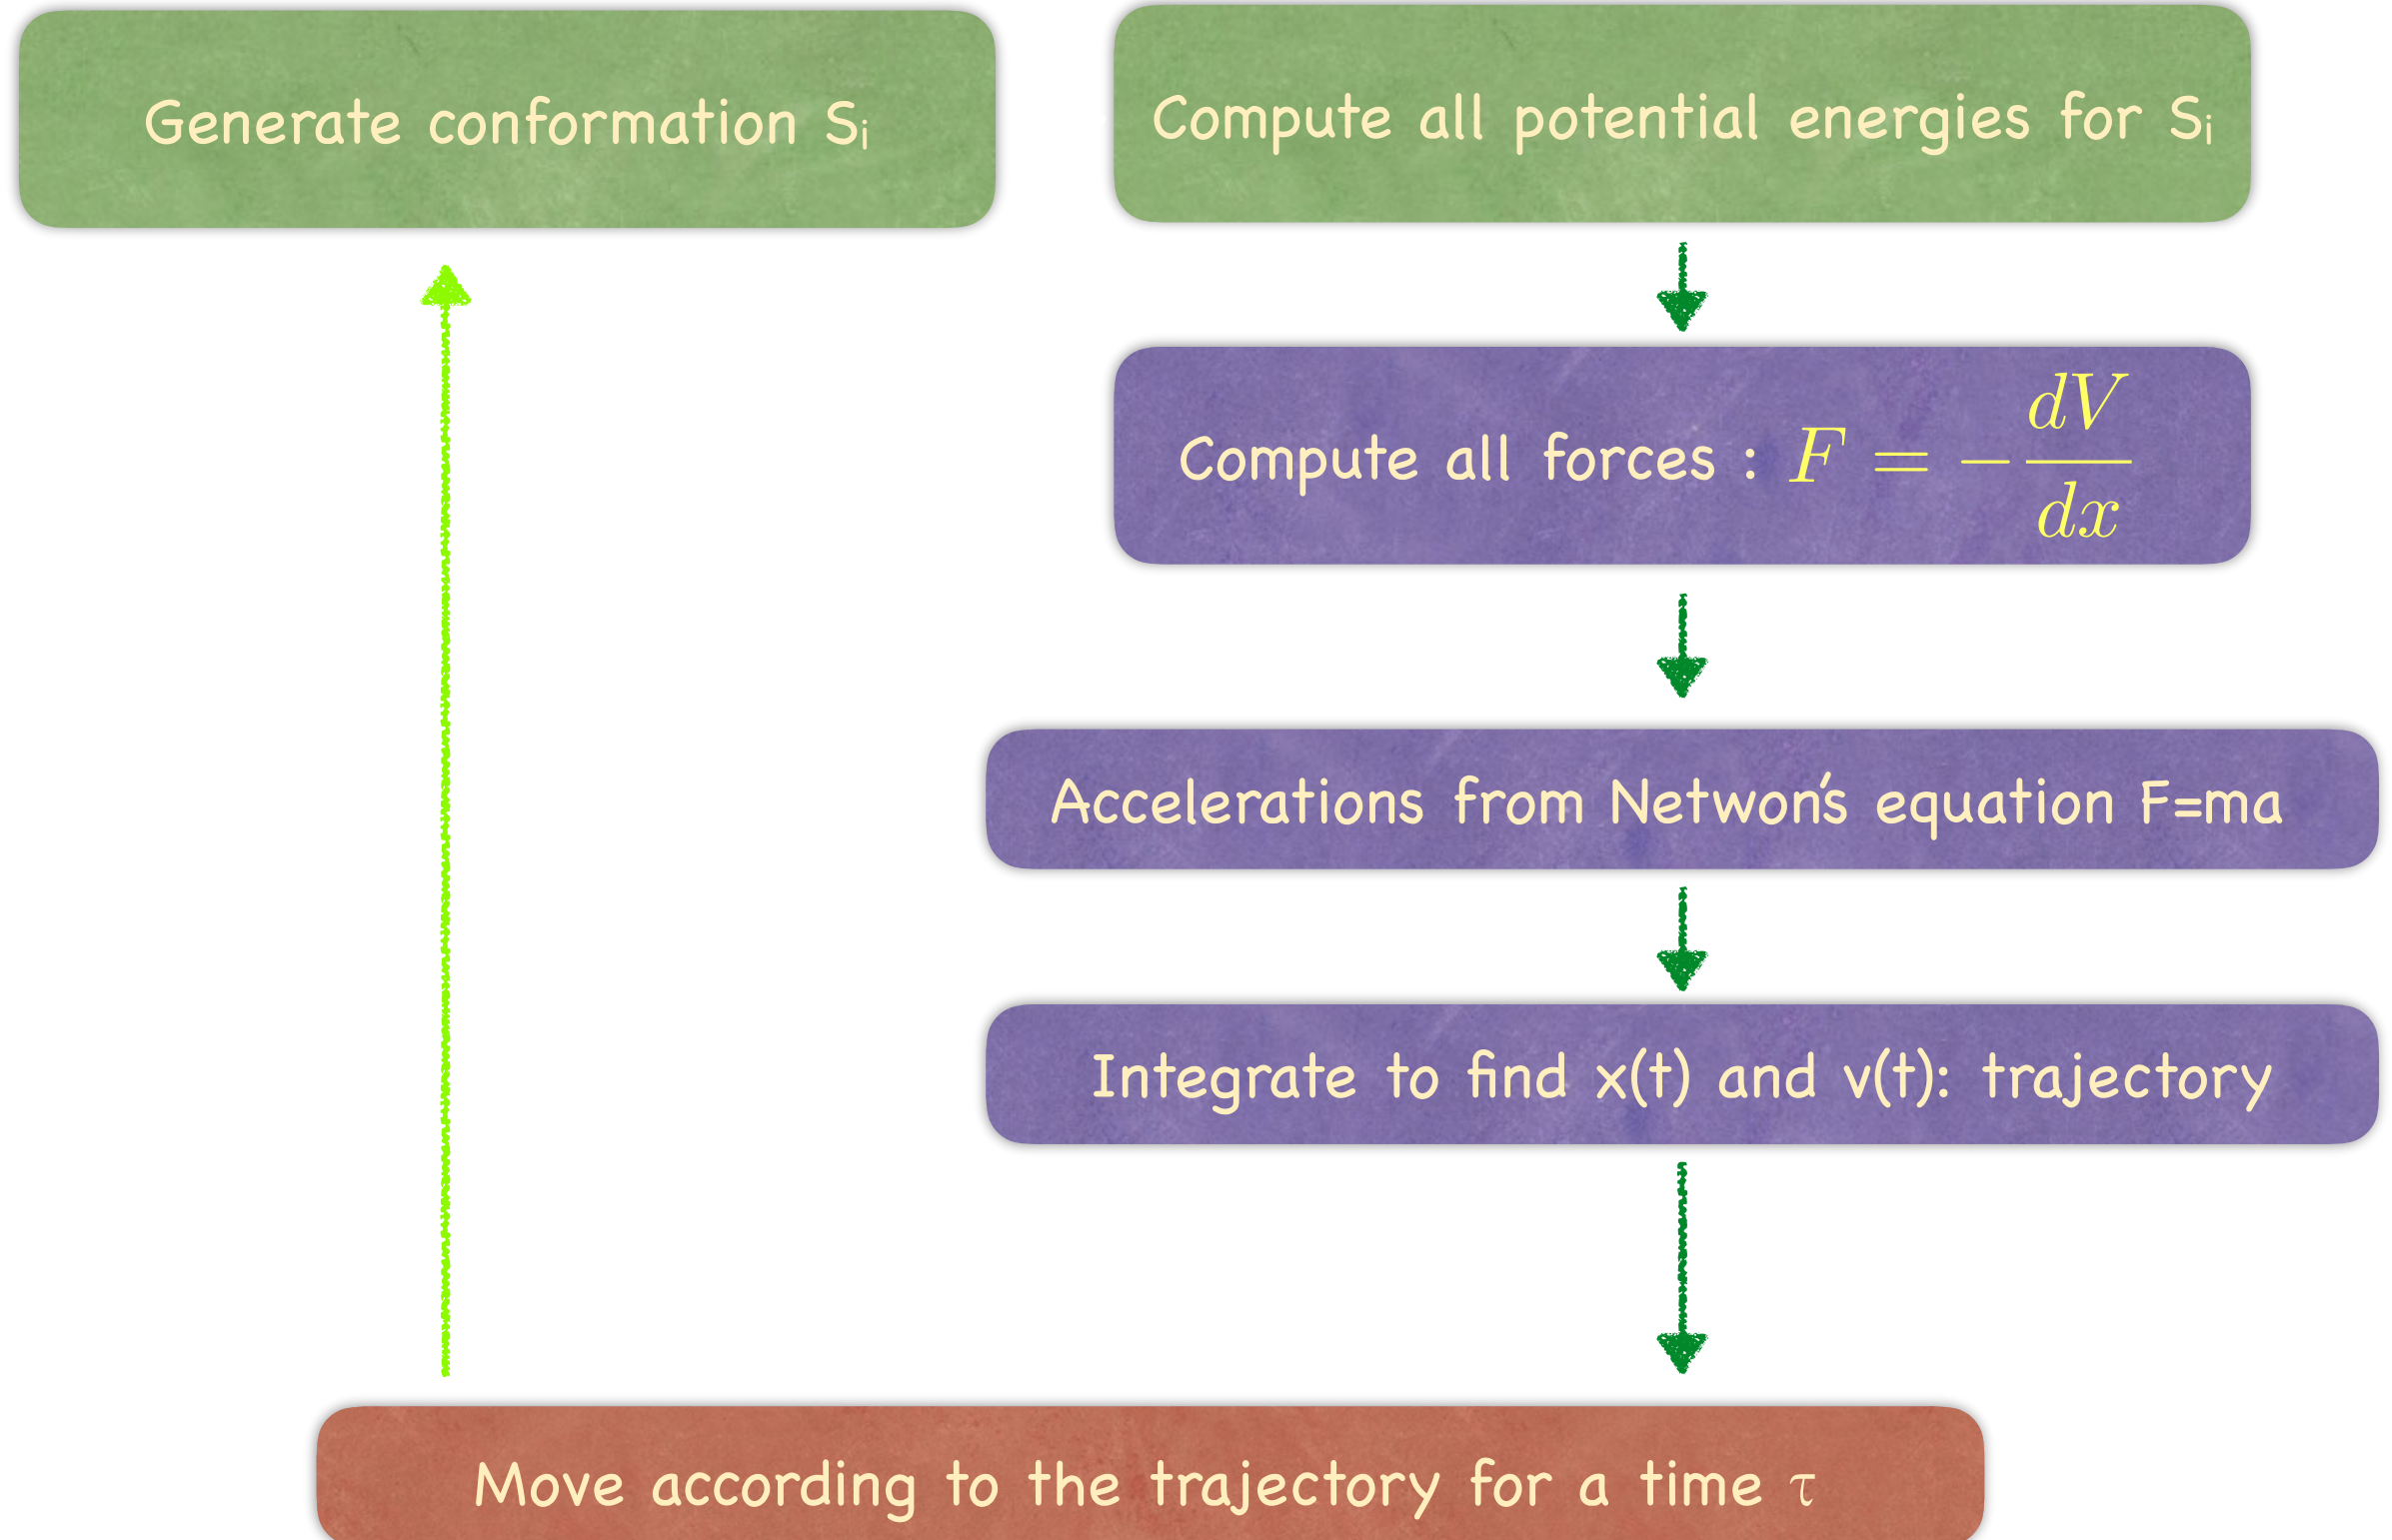 Generate conformation Sᵢ
Compute all potential energies for Sᵢ
Compute all forces : F = -dV/dx
Accelerations from Netwon's equation F=ma
Integrate to find x(t) and v(t): trajectory
Move according to the trajectory for a time τ